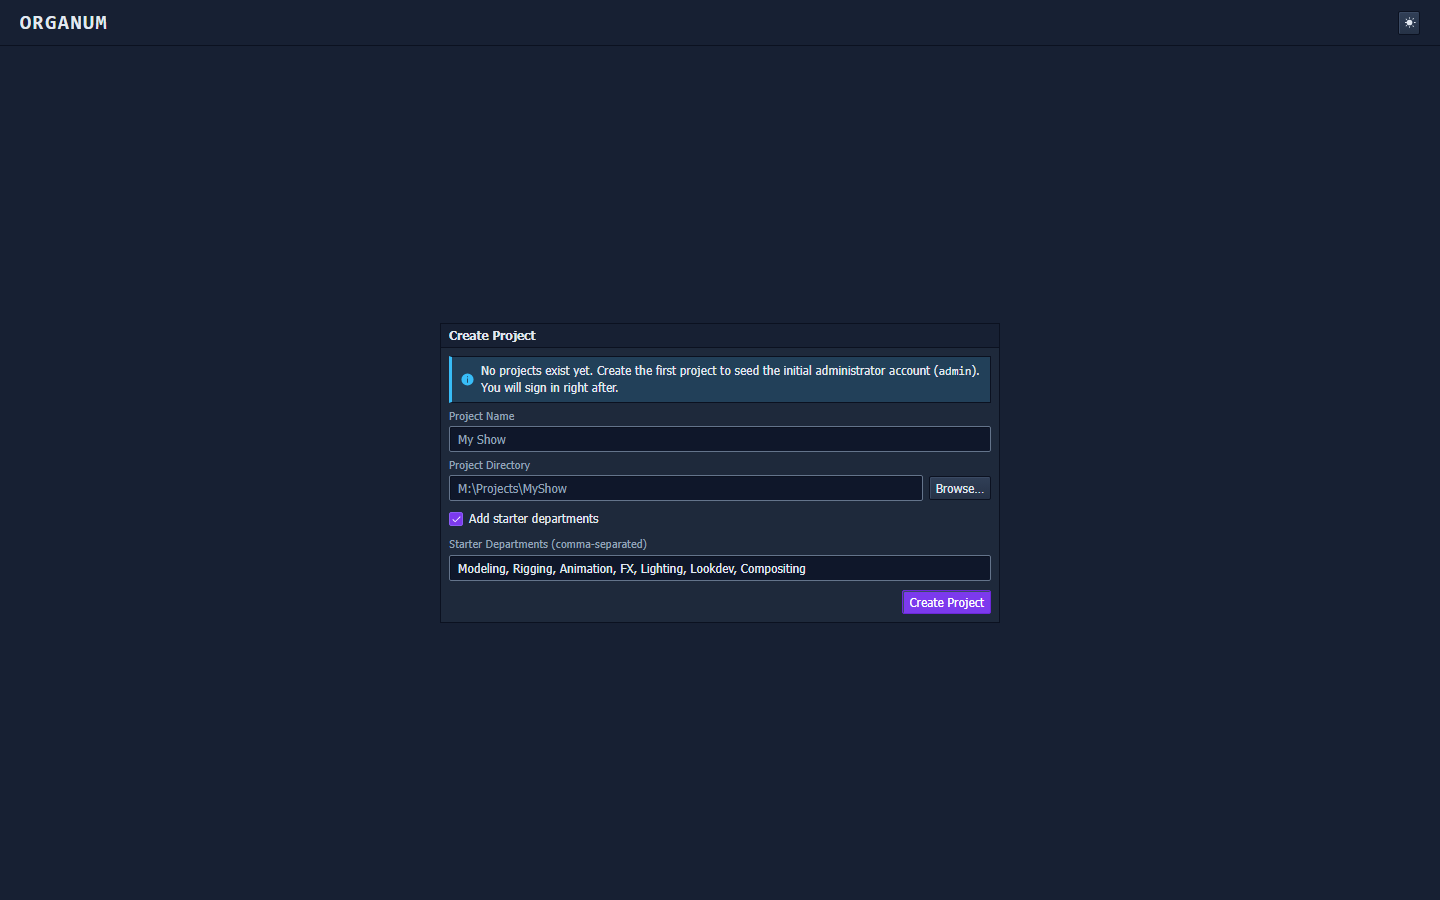 ORGANUM
Create Project
No projects exist yet. Create the first project to seed the initial administrator account (admin).
You will sign in right after.
Project Name
My Show
Project Directory
M:\Projects\MyShow
Browse...
Add starter departments
Starter Departments (comma-separated)
Modeling, Rigging, Animation, FX, Lighting, Lookdev, Compositing
Create Project